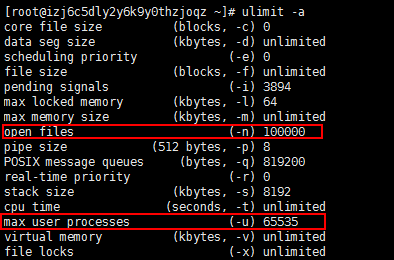 [root@izj6c5dly2y6k9y0thzjoqz ~]# ulimit -a
core file size (blocks, -c) 0
data seg size (kbytes, -d) unlimited
scheduling priority (-e) 0
file size (blocks, -f) unlimited
pending signals (-i) 3894
max locked memory (kbytes, -l) 64
max memory size (kbytes, -m) unlimited
open files (-n) 100000
pipe size (512 bytes, -p) 8
POSIX message queues (bytes, -q) 819200
real-time priority (-r) 0
stack size (kbytes, -s) 8192
cpu time (seconds, -t) unlimited
max user processes (-u) 65535
virtual memory (kbytes, -v) unlimited
file locks (-x) unlimited